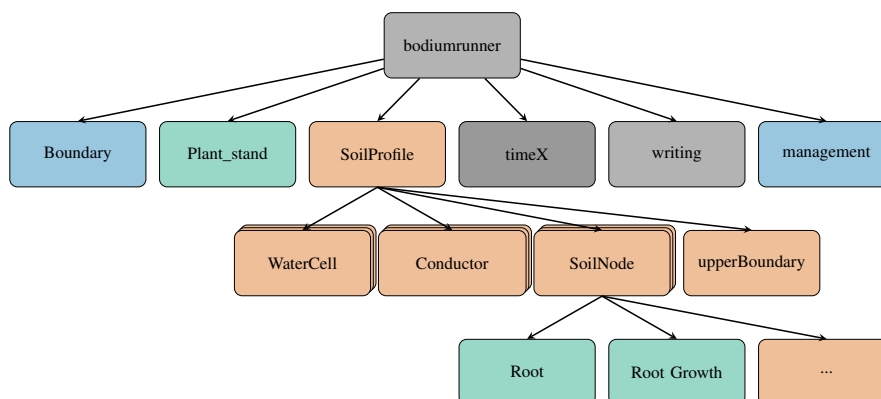 bodiumrunner
Boundary
Plant_stand
SoilProfile
timeX
writing
management
WaterCell
Conductor
SoilNode
upperBoundary
Root
Root Growth
...